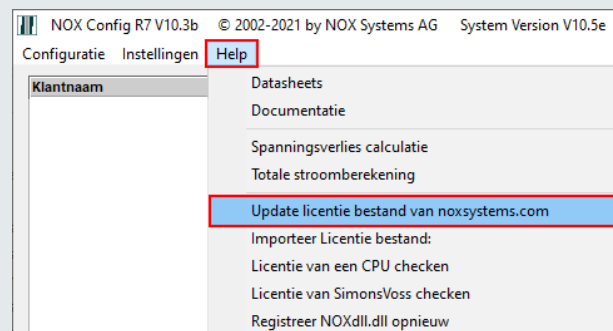 NOX Config R7 V10.3b © 2002-2021 by NOX Systems AG System Version V10.5e
Configuratie Instellingen Help
Klantnaam
Datasheets
Documentatie
Spanningsverlies calculatie
Totale stroomberekening
Update licentie bestand van noxsystems.com
Importeer Licentie bestand:
Licentie van een CPU checken
Licentie van SimonsVoss checken
Registreer NOXdll.dll opnieuw